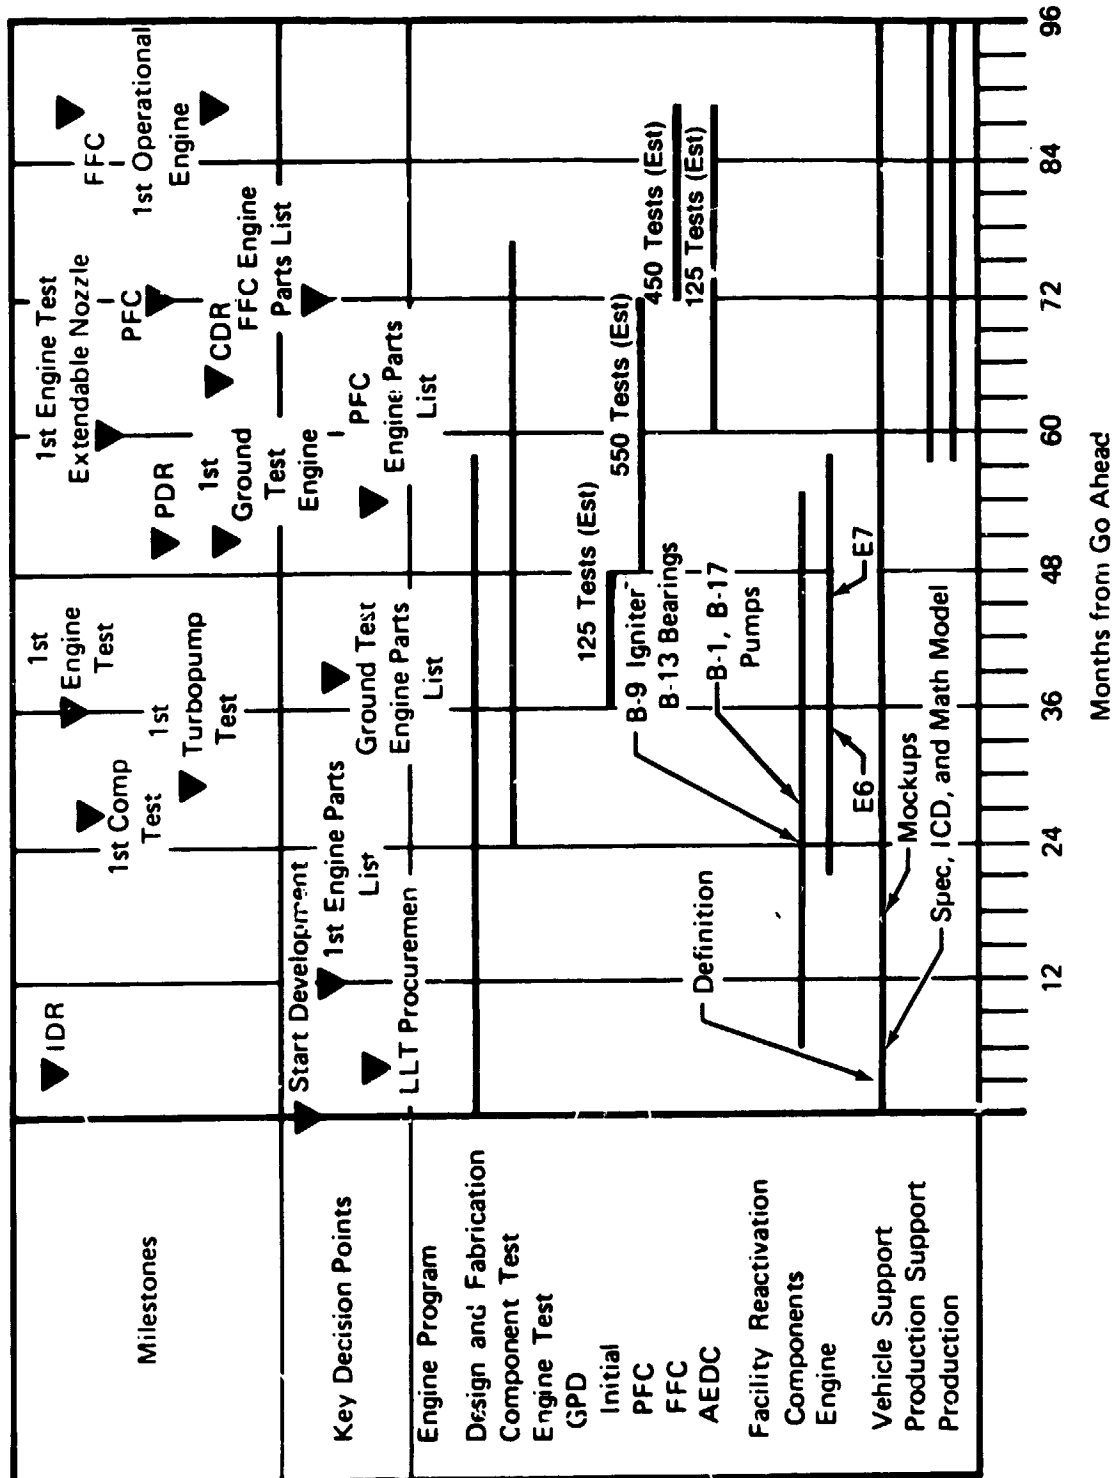 Milestones
IDR
1st Comp
Test
1st
Turbopump
Test
1st
Engine
Test
PDR
1st
Ground
Test
Engine
1st Engine Test
Extendable Nozzle
CDR
PFC
FFC
1st Operational
Engine
Key Decision Points
Start Development
LLT Procuremen
1st Engine Parts
List
Ground Test
Engine Parts
List
PFC
Engine Parts
List
FFC Engine
Parts List
Engine Program
Design and Fabrication
Component Test
Engine Test
GPD
Initial
125 Tests (Est)
PFC
550 Tests (Est)
FFC
450 Tests (Est)
AEDC
125 Tests (Est)
Facility Reactivation
Components
B-9 Igniter
B-13 Bearings
B-1, B-17
Pumps
Engine
E6
E7
Vehicle Support
Definition
Mockups
Spec, ICD, and Math Model
Production Support
Production
12
24
36
48
60
72
84
96
Months from Go Ahead